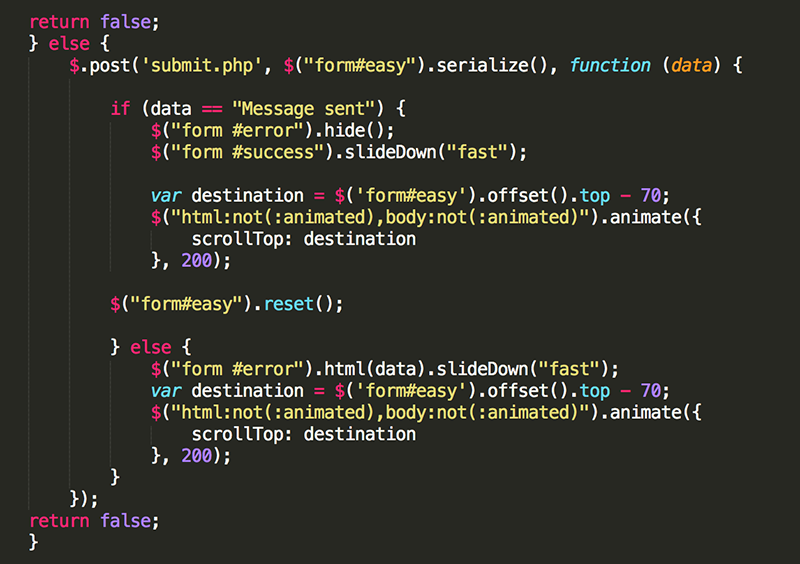 return false;
} else {
$.post('submit.php', $("form#easy").serialize(), function (data) {
if (data == "Message sent") {
$("form #error").hide();
$("form #success").slideDown("fast");
var destination = $('form#easy').offset().top - 70;
$("html:not(:animated),body:not(:animated)").animate({
scrollTop: destination
}, 200);
$("form#easy").reset();
} else {
$("form #error").html(data).slideDown("fast");
var destination = $('form#easy').offset().top - 70;
$("html:not(:animated),body:not(:animated)").animate({
scrollTop: destination
}, 200);
}
});
return false;
}